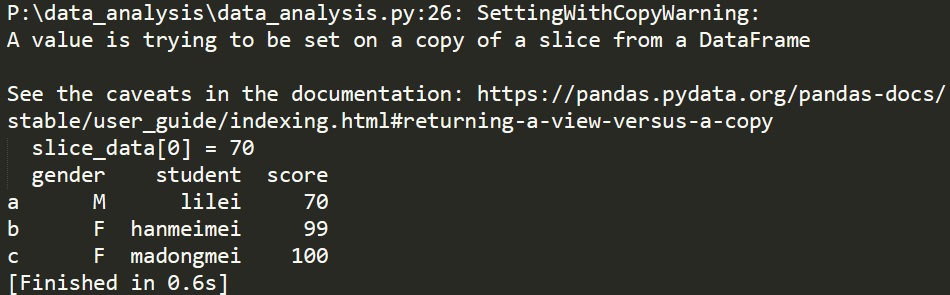 P:\data_analysis\data_analysis.py:26: SettingWithCopyWarning:
A value is trying to be set on a copy of a slice from a DataFrame
See the caveats in the documentation: https://pandas.pydata.org/pandas-docs/
stable/user_guide/indexing.html#returning-a-view-versus-a-copy
  slice_data[0] = 70
  gender    student  score
a      M      lilei     70
b      F  hanmeimei     99
c      F  madongmei    100
[Finished in 0.6s]